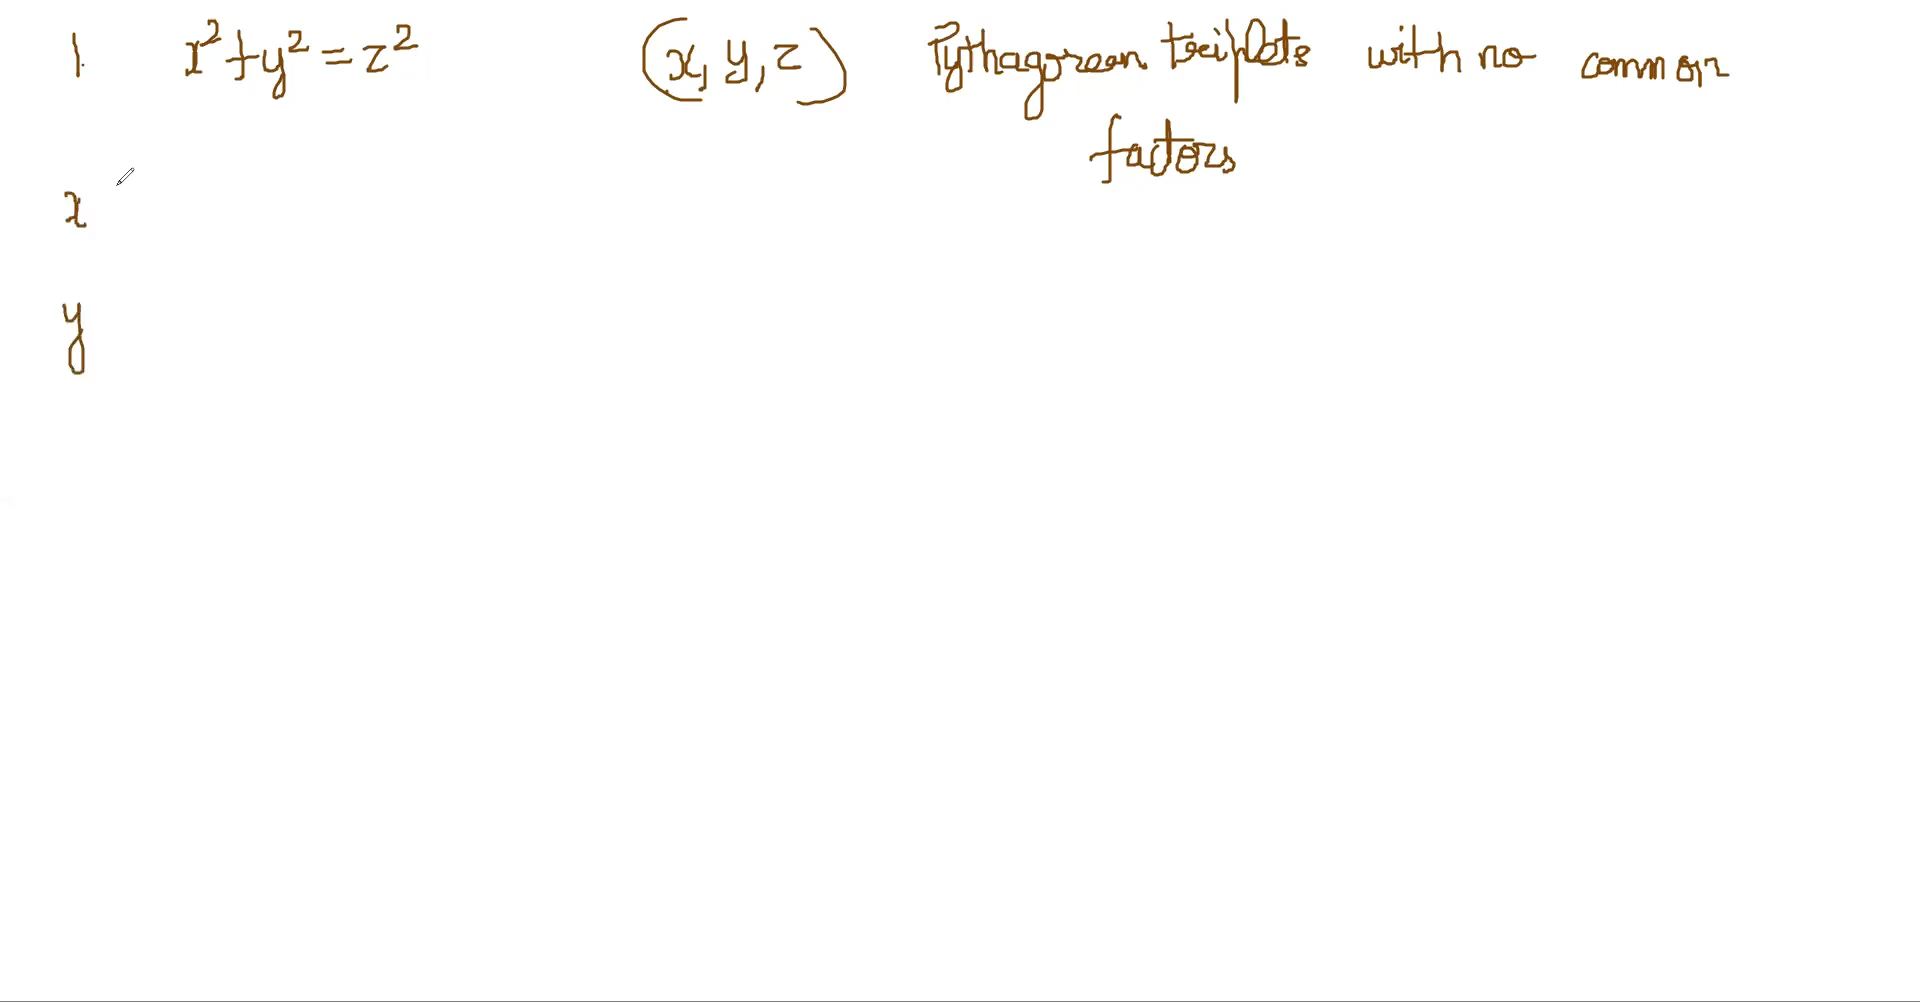 1. x²+y²=z² (x, y, z) Pythagorean triplets with no common
factors
x
y